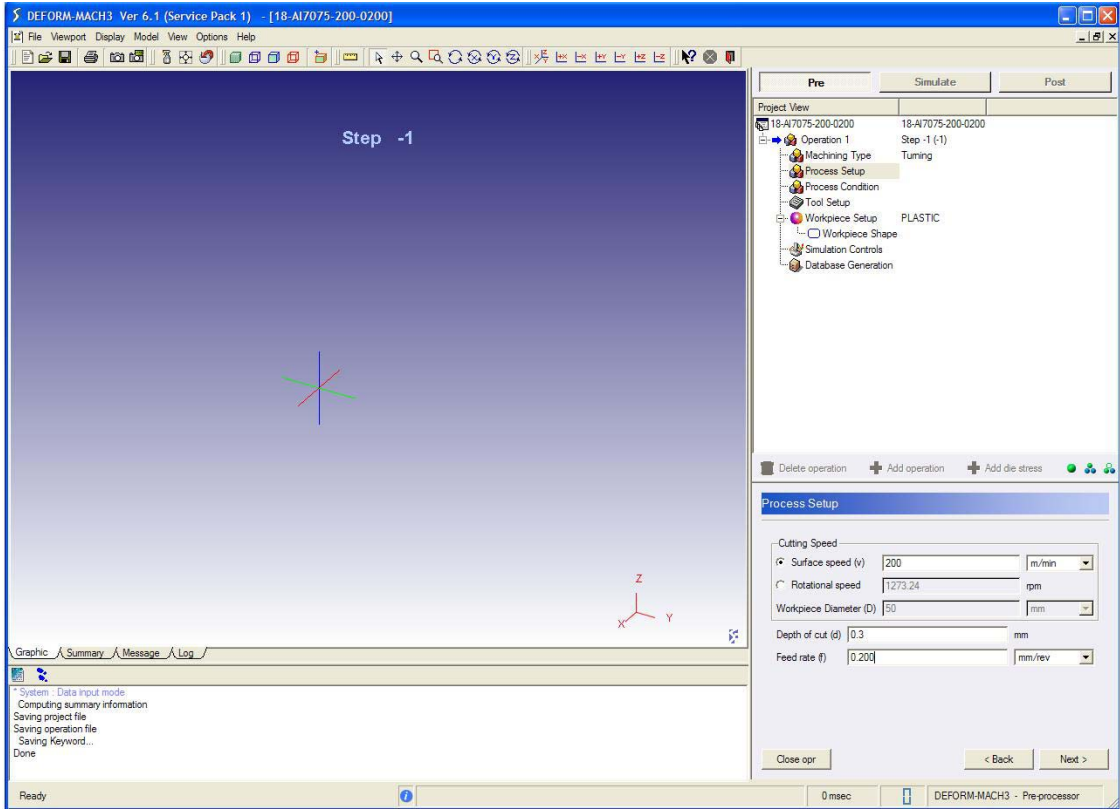 DEFORM-MACH3 Ver 6.1 (Service Pack 1) - [18-Al7075-200-0200]
File Viewport Display Model View Options Help
Pre Simulate Post
Project View
18-Al7075-200-0200 18-Al7075-200-0200
Operation 1 Step -1 (-1)
Machining Type Turning
Process Setup
Process Condition
Tool Setup
Workpiece Setup PLASTIC
Workpiece Shape
Simulation Controls
Database Generation
Step -1
Z
X Y
Delete operation Add operation Add die stress
Process Setup
Cutting Speed
Surface speed (v) 200 m/min
Rotational speed 1273.24 rpm
Workpiece Diameter (D) 50 mm
Depth of cut (d) 0.3 mm
Feed rate (f) 0.200 mm/rev
Close opr < Back Next >
Graphic Summary Message Log
* System : Data input mode
Computing summary information
Saving project file
Saving operation file
Saving Keyword...
Done
Ready 0 msec DEFORM-MACH3 - Pre-processor